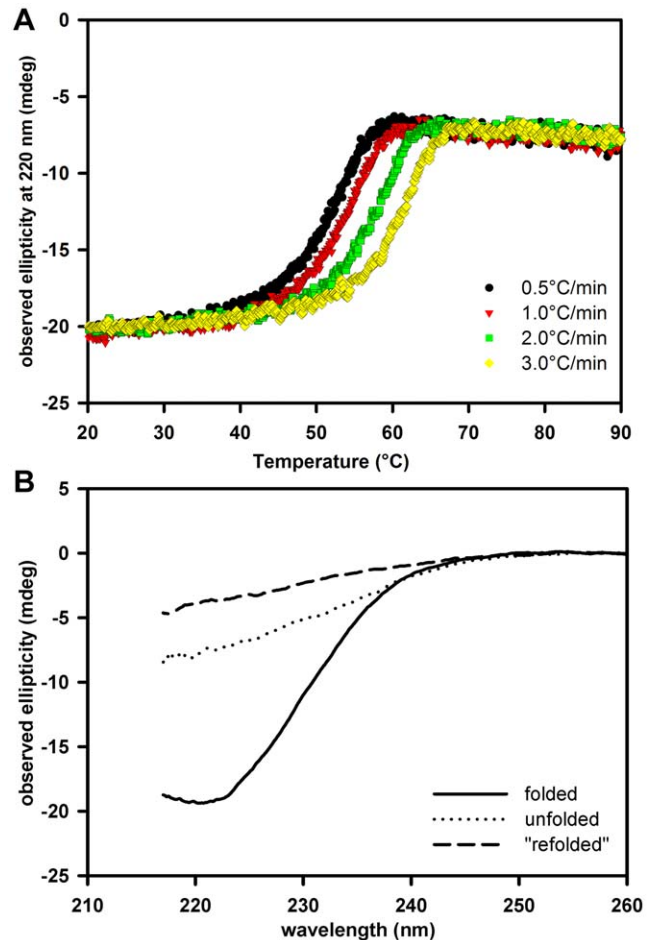 A
0
-5
-10
-15
-20
-25
observed ellipticity at 220 nm (mdeg)
0.5°C/min
1.0°C/min
2.0°C/min
3.0°C/min
20 30 40 50 60 70 80 90
Temperature (°C)
B
5
0
-5
-10
-15
-20
-25
observed ellipticity (mdeg)
folded
unfolded
"refolded"
210 220 230 240 250 260
wavelength (nm)